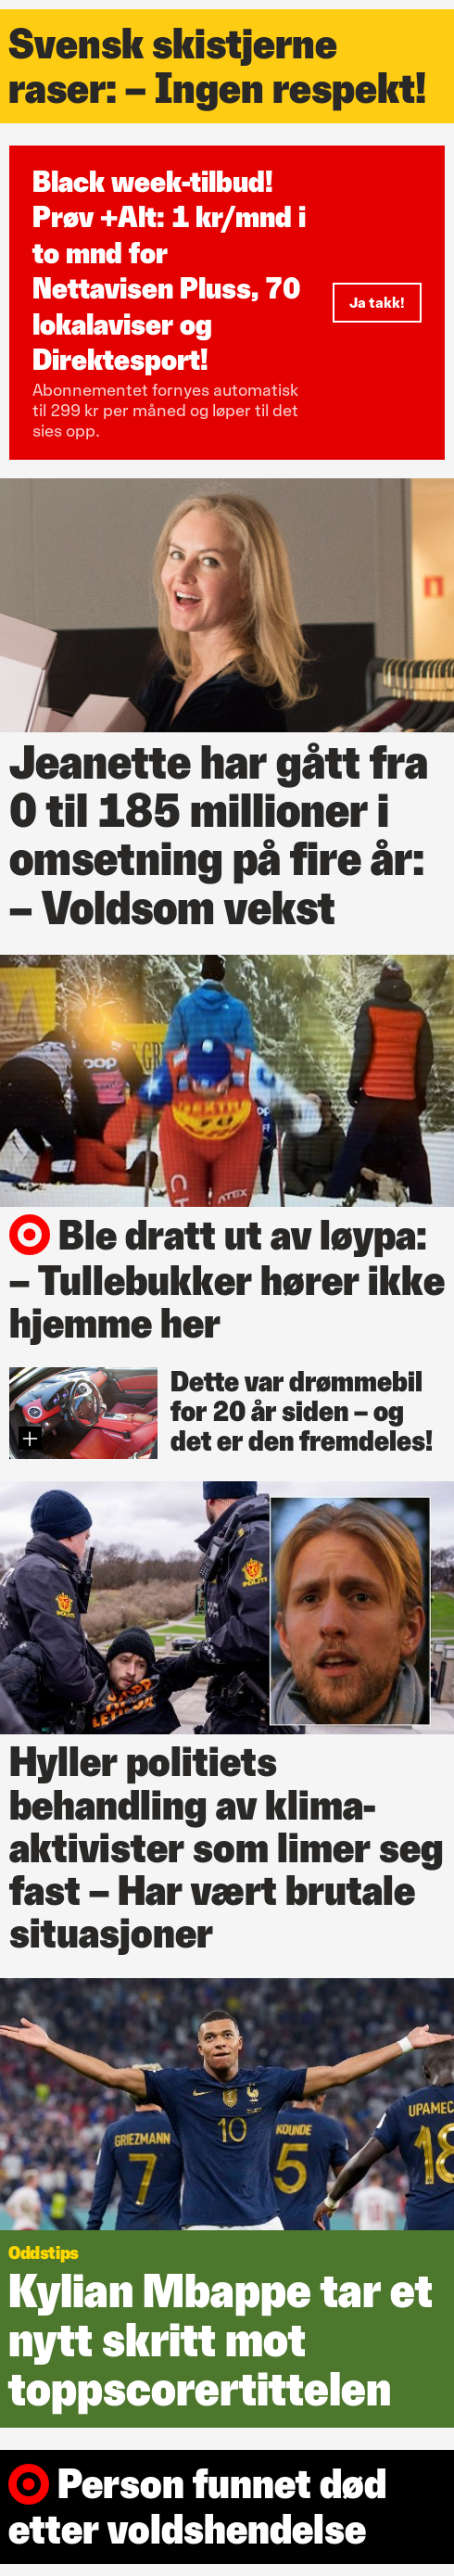 Svensk skistjerne
raser: – Ingen respekt!
Black week-tilbud!
Prøv +Alt: 1 kr/mnd i
to mnd for
Nettavisen Pluss, 70
lokalaviser og
Direktesport!
Ja takk!
Abonnementet fornyes automatisk
til 299 kr per måned og løper til det
sies opp.
Jeanette har gått fra
0 til 185 millioner i
omsetning på fire år:
– Voldsom vekst
OOP
CH
ATEX
Ble dratt ut av løypa:
– Tullebukker hører ikke
hjemme her
Dette var drømmebil
for 20 år siden – og
det er den fremdeles!
POLITI
POLITI
Hyller politiets
behandling av klima-
aktivister som limer seg
fast – Har vært brutale
situasjoner
GRIEZMANN
7
10
KOUNDE
5
UPAMEC
18
Oddstips
Kylian Mbappe tar et
nytt skritt mot
toppscorertittelen
Person funnet død
etter voldshendelse